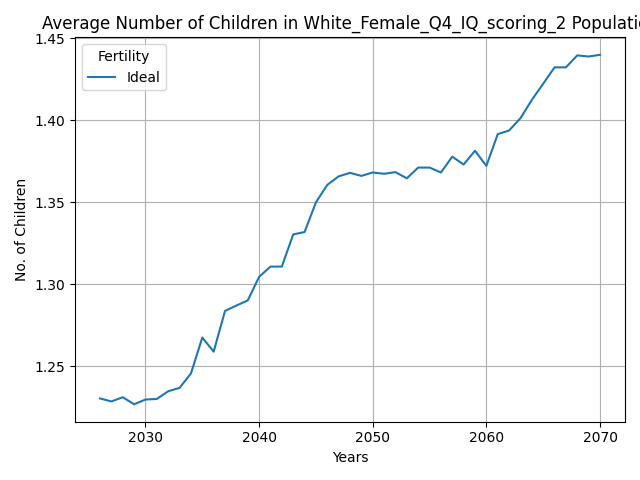 Average Number of Children in White_Female_Q4_IQ_scoring_2 Populatio
Fertility
Ideal
1.45
1.40
1.35
1.30
1.25
No. of Children
2030 2040 2050 2060 2070
Years